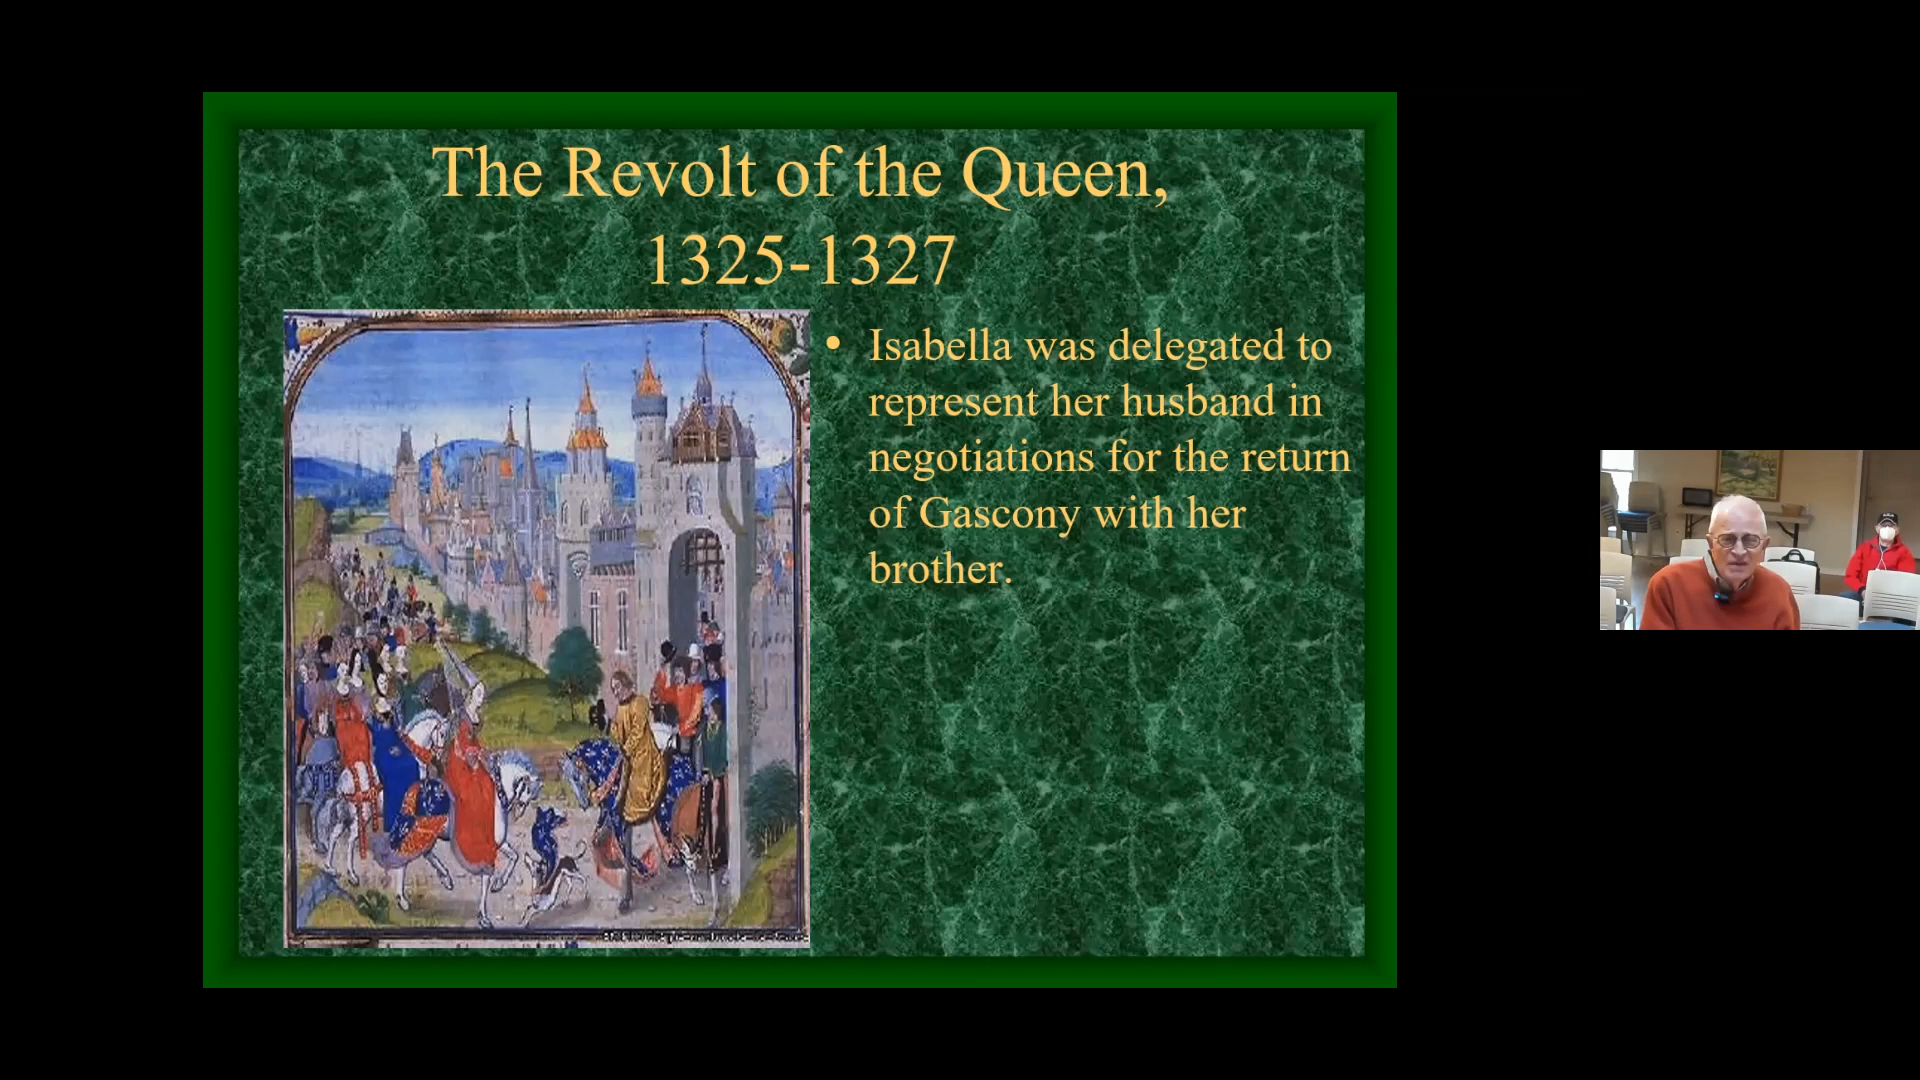 The Revolt of the Queen,
1325-1327
• Isabella was delegated to
represent her husband in
negotiations for the return
of Gascony with her
brother.